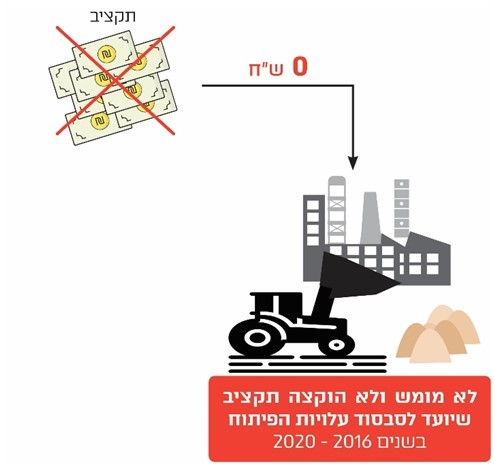 תקציב
0 ש"ח
לא מומש ולא הוקצה תקציב
שיועד לסבסוד עלויות הפיתוח
בשנים 2016 - 2020